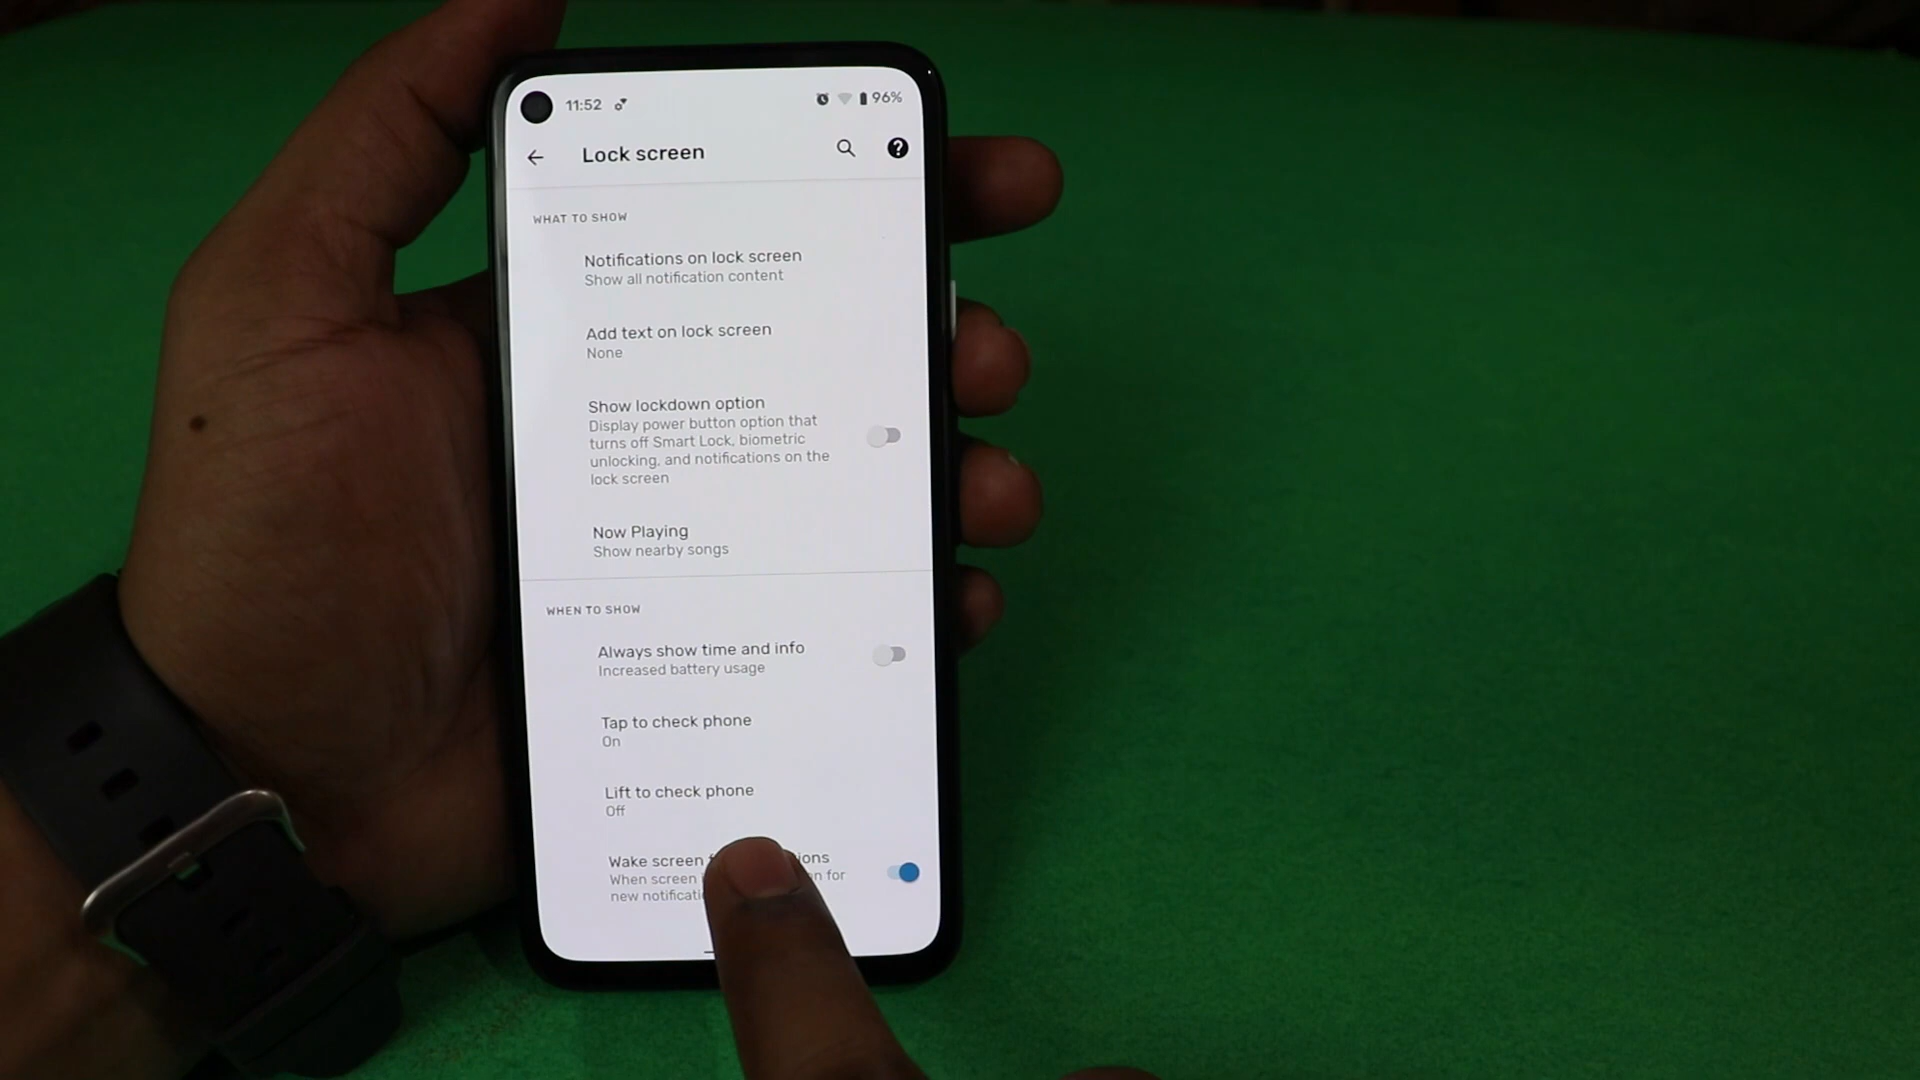 11:52
96%
Lock screen
WHAT TO SHOW
Notifications on lock screen
Show all notification content
Add text on lock screen
None
Show lockdown option
Display power button option that
turns off Smart Lock, biometric
unlocking, and notifications on the
lock screen
Now Playing
Show nearby songs
WHEN TO SHOW
Always show time and info
Increased battery usage
Tap to check phone
On
Lift to check phone
Off
Wake screen
When screen for
new